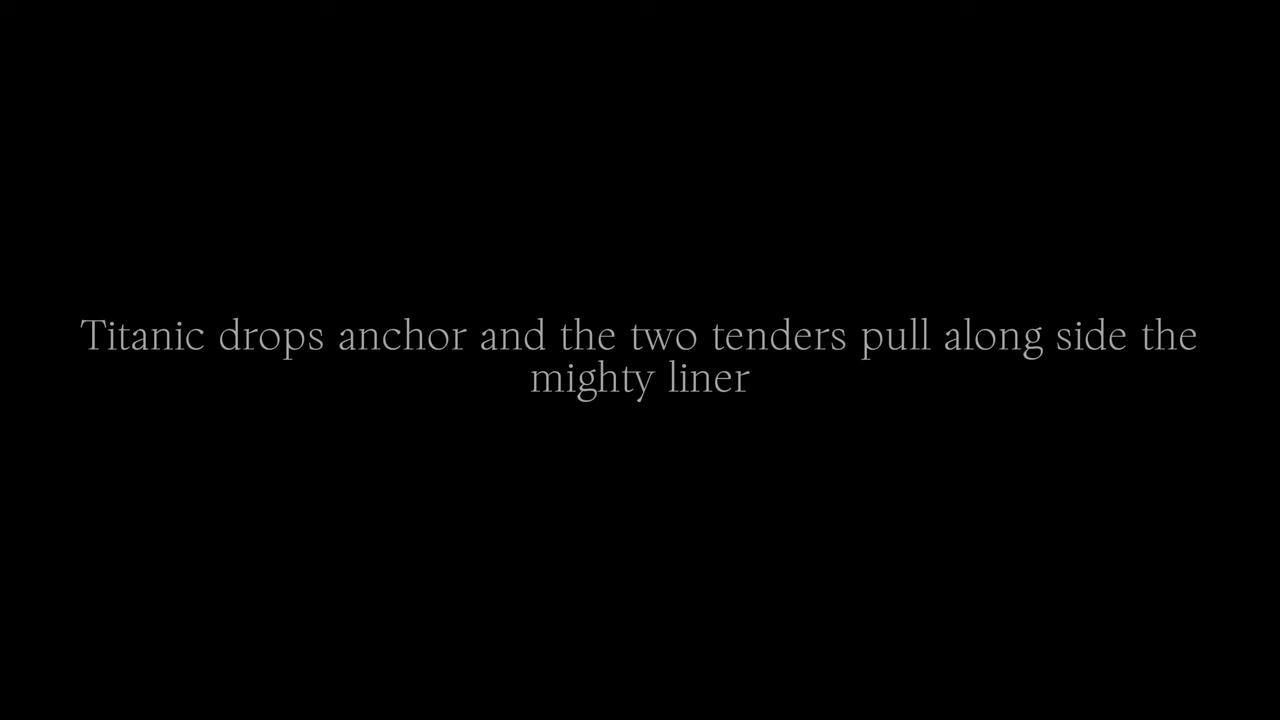 Titanic drops anchor and the two tenders pull along side the
mighty liner